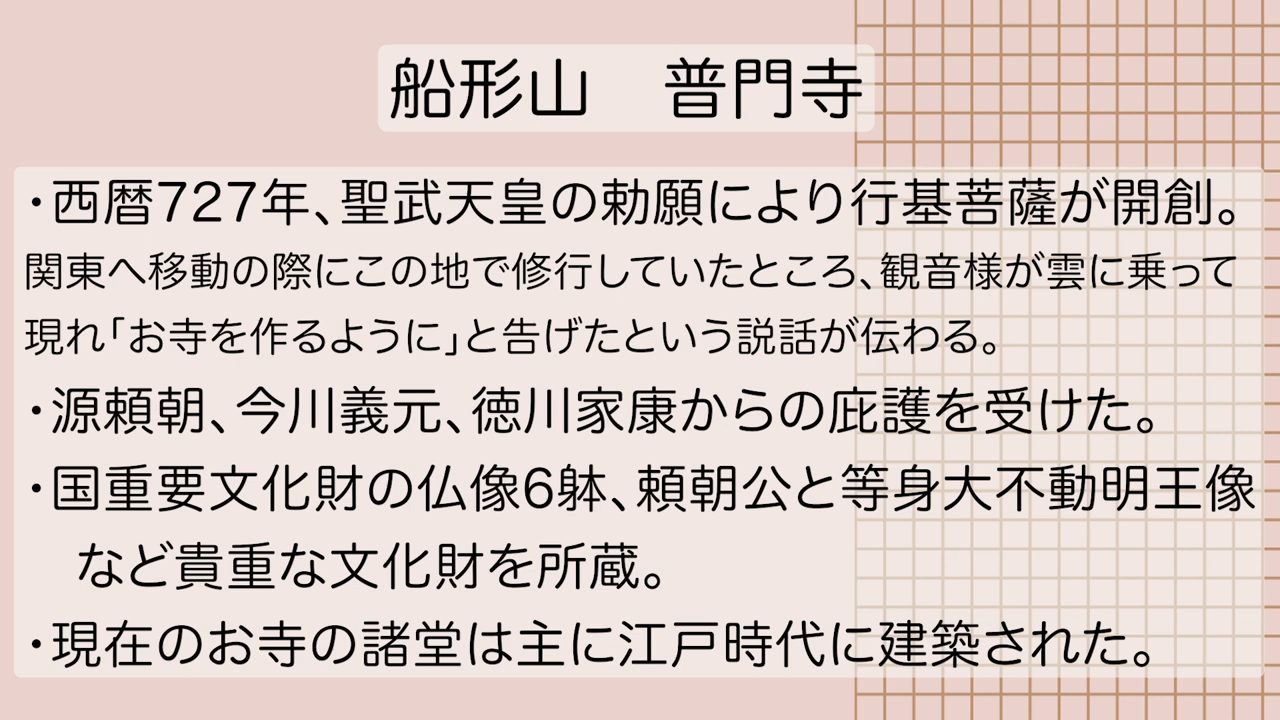 船形山　普門寺
・西暦727年、聖武天皇の勅願により行基菩薩が開創。
関東へ移動の際にこの地で修行していたところ、観音様が雲に乗って
現れ「お寺を作るように」と告げたという説話が伝わる。
・源頼朝、今川義元、徳川家康からの庇護を受けた。
・国重要文化財の仏像6躰、頼朝公と等身大不動明王像
など貴重な文化財を所蔵。
・現在のお寺の諸堂は主に江戸時代に建築された。